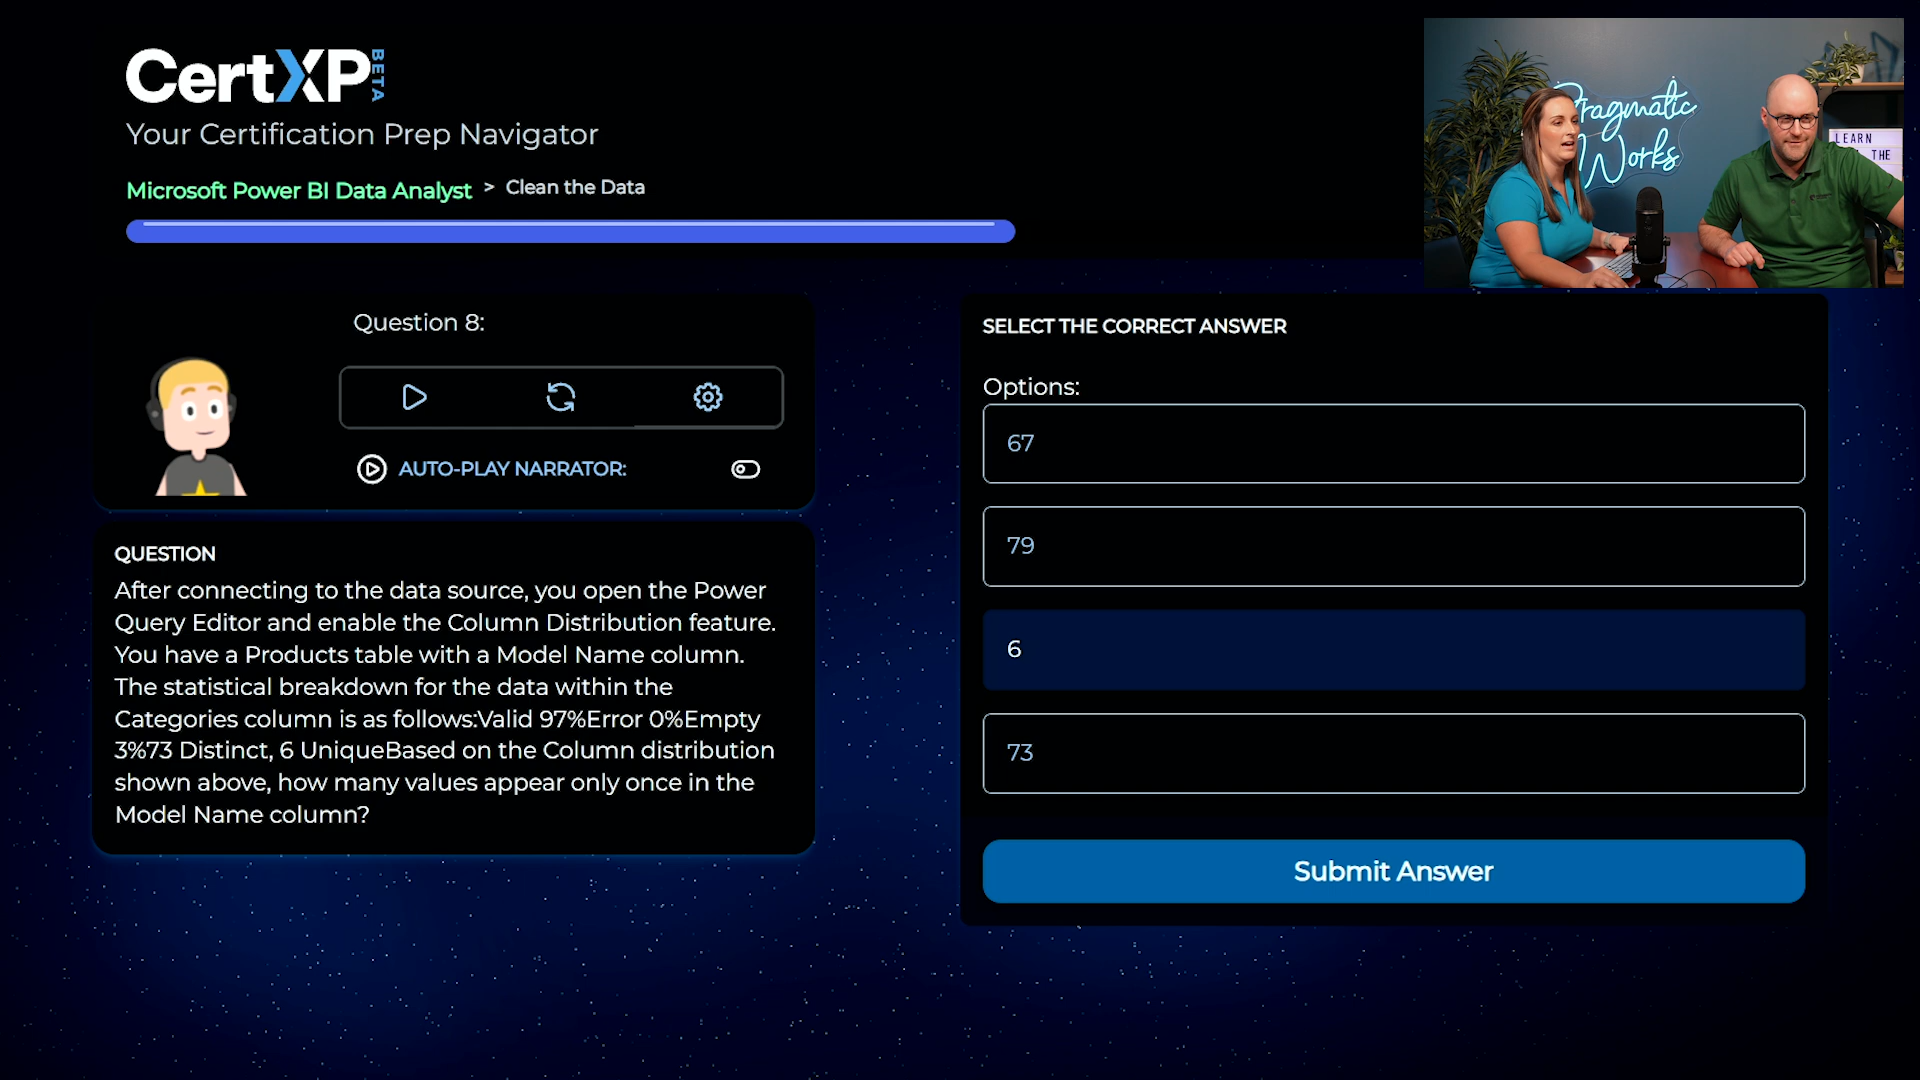 CertXP BETA
Your Certification Prep Navigator
Microsoft Power BI Data Analyst > Clean the Data
Pragmatic
Works
LEARN
THE
Question 8:
AUTO-PLAY NARRATOR:
QUESTION
After connecting to the data source, you open the Power
Query Editor and enable the Column Distribution feature.
You have a Products table with a Model Name column.
The statistical breakdown for the data within the
Categories column is as follows:Valid 97%Error 0%Empty
3%73 Distinct, 6 UniqueBased on the Column distribution
shown above, how many values appear only once in the
Model Name column?
SELECT THE CORRECT ANSWER
Options:
67
79
6
73
Submit Answer